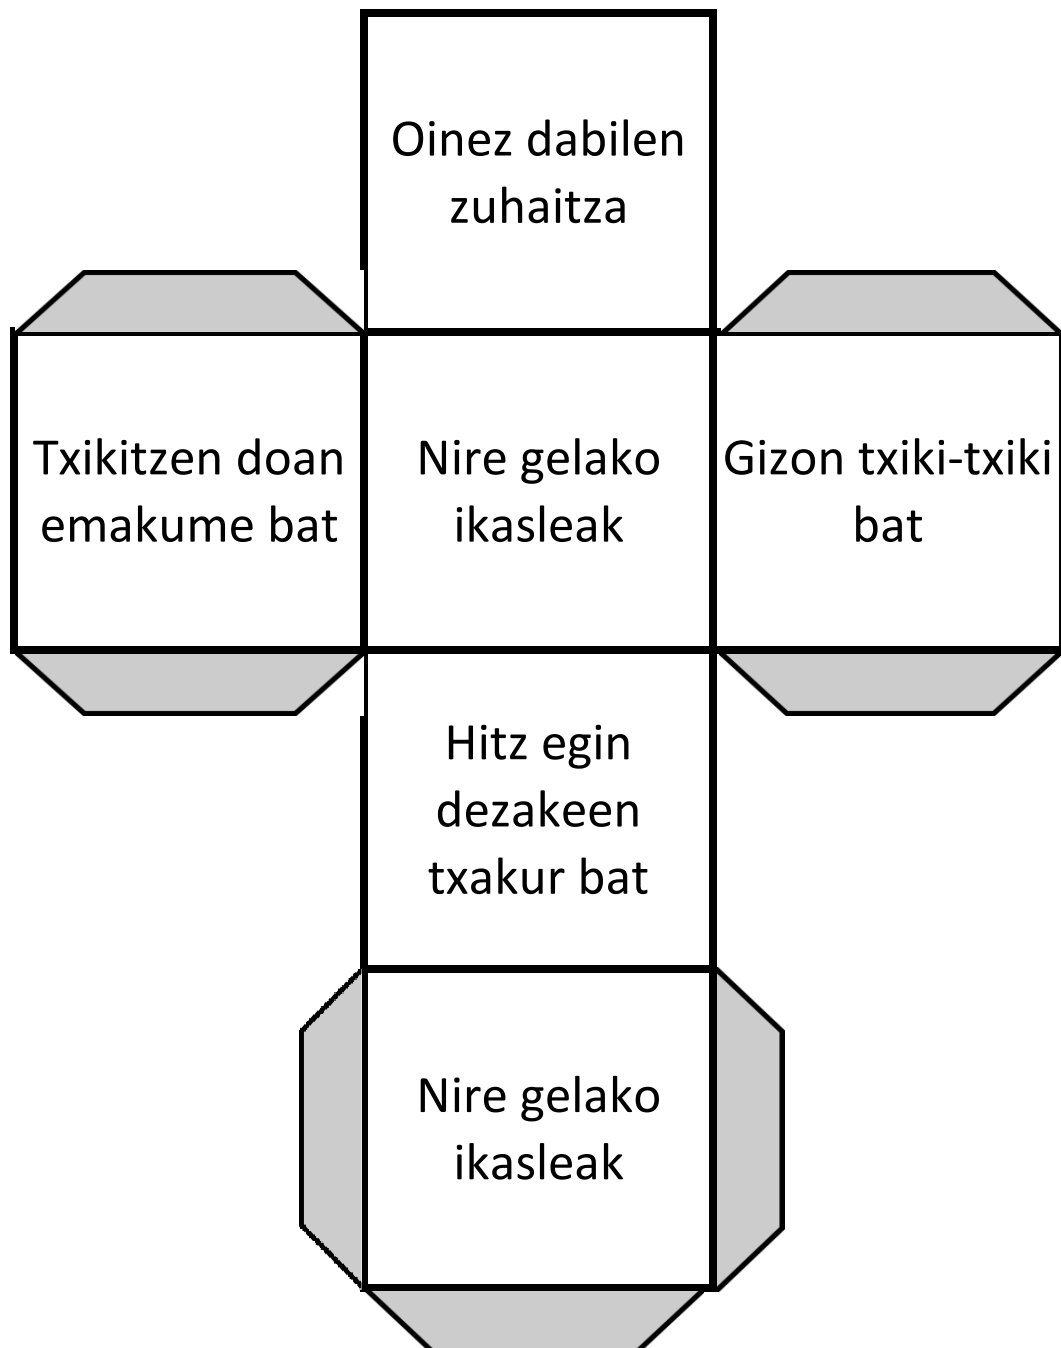 Oinez dabilen
zuhaitza
Txikitzen doan
emakume bat
Nire gelako
ikasleak
Gizon txiki-txiki
bat
Hitz egin
dezakeen
txakur bat
Nire gelako
ikasleak